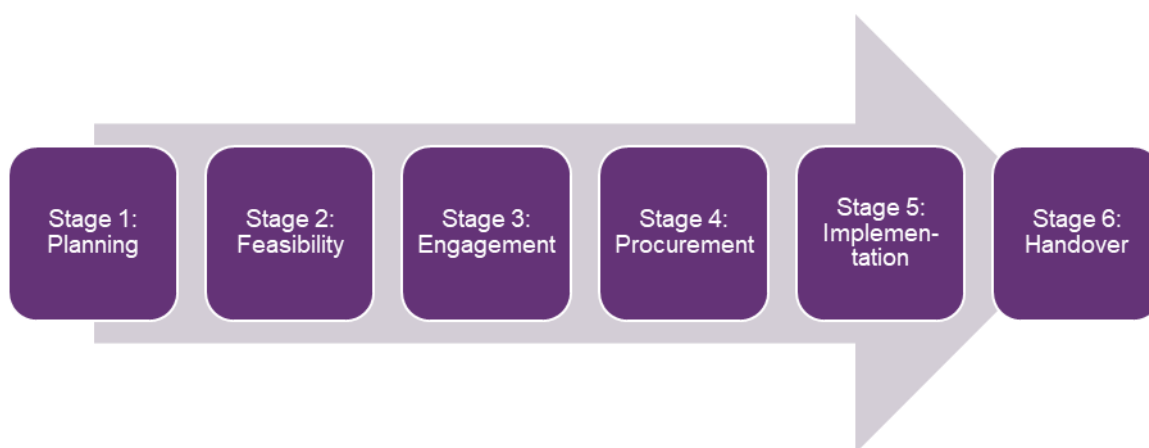 Stage 1:
Planning
Stage 2:
Feasibility
Stage 3:
Engagement
Stage 4:
Procurement
Stage 5:
Implemen-
tation
Stage 6:
Handover